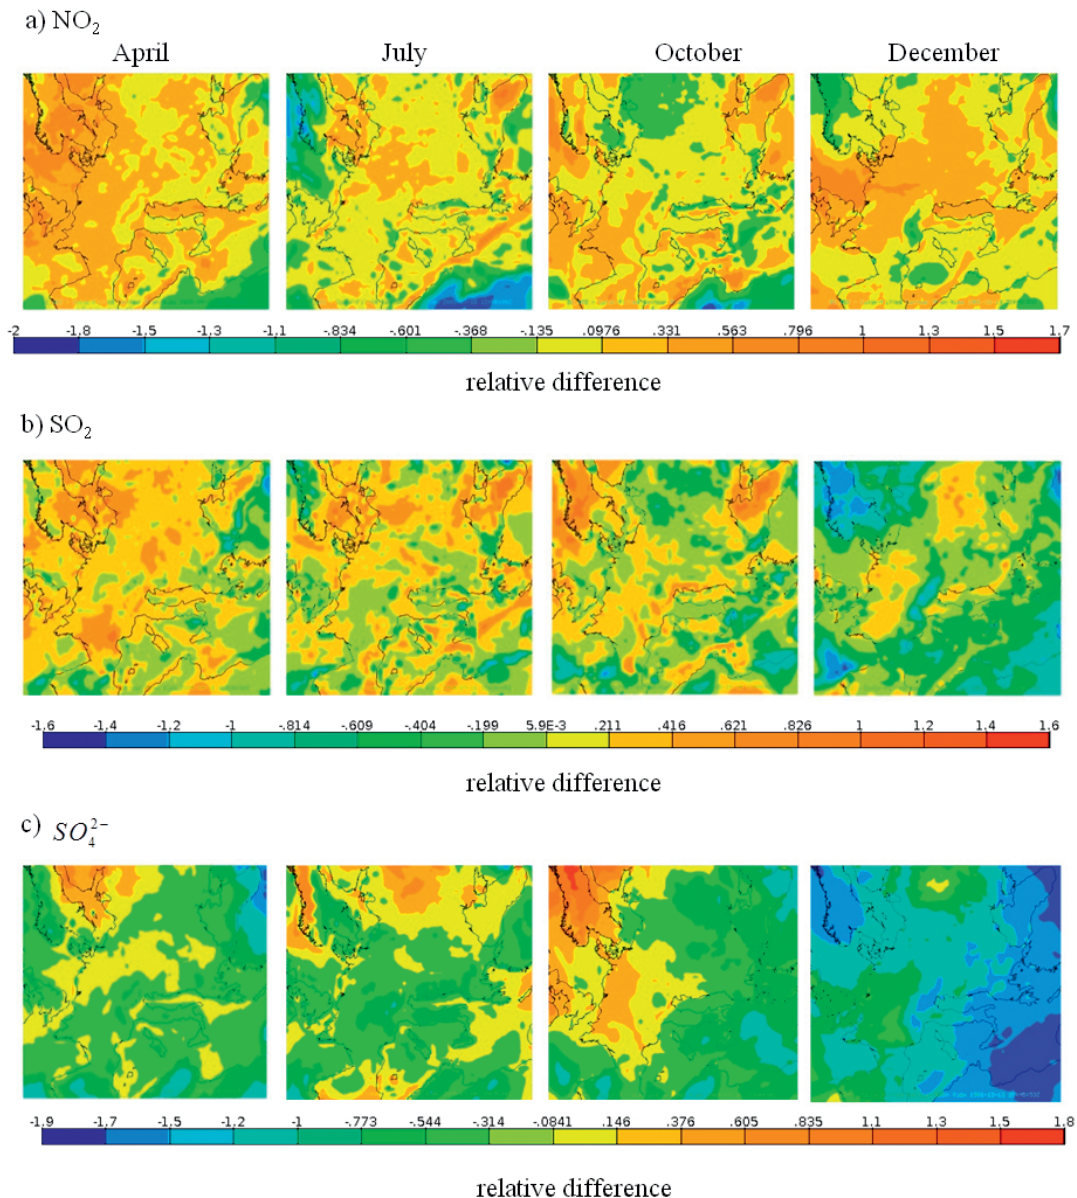 a) NO₂
April July October December
-2 -1.8 -1.5 -1.3 -1.1 -.834 -.601 -.368 -.135 .0976 .331 .563 .796 1 1.3 1.5 1.7
relative difference
b) SO₂
-1.6 -1.4 -1.2 -1 -.814 -.609 -.404 -.199 5.9E-3 .211 .416 .621 .826 1 1.2 1.4 1.6
relative difference
c) SO₄²⁻
-1.9 -1.7 -1.5 -1.2 -1 -.773 -.544 -.314 -.0841 .146 .376 .605 .835 1.1 1.3 1.5 1.8
relative difference